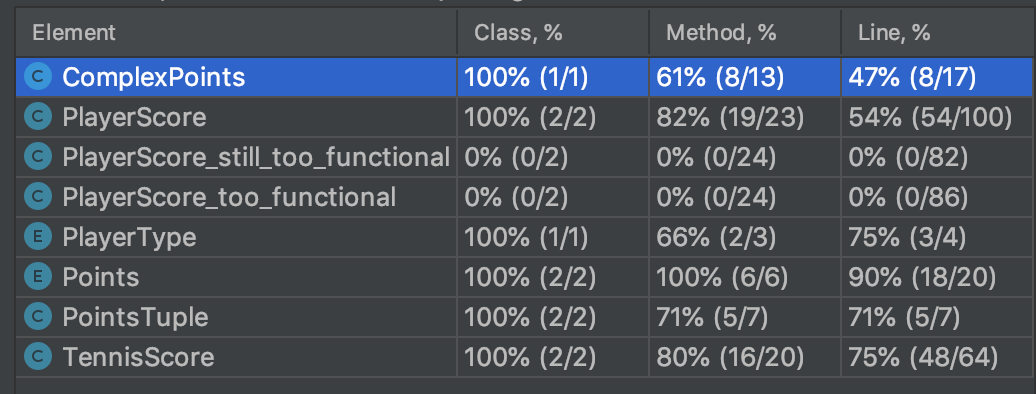 Element Class, % Method, % Line, %
C ComplexPoints 100% (1/1) 61% (8/13) 47% (8/17)
C PlayerScore 100% (2/2) 82% (19/23) 54% (54/100)
C PlayerScore_still_too_functional 0% (0/2) 0% (0/24) 0% (0/82)
C PlayerScore_too_functional 0% (0/2) 0% (0/24) 0% (0/86)
E PlayerType 100% (1/1) 66% (2/3) 75% (3/4)
E Points 100% (2/2) 100% (6/6) 90% (18/20)
C PointsTuple 100% (2/2) 71% (5/7) 71% (5/7)
C TennisScore 100% (2/2) 80% (16/20) 75% (48/64)